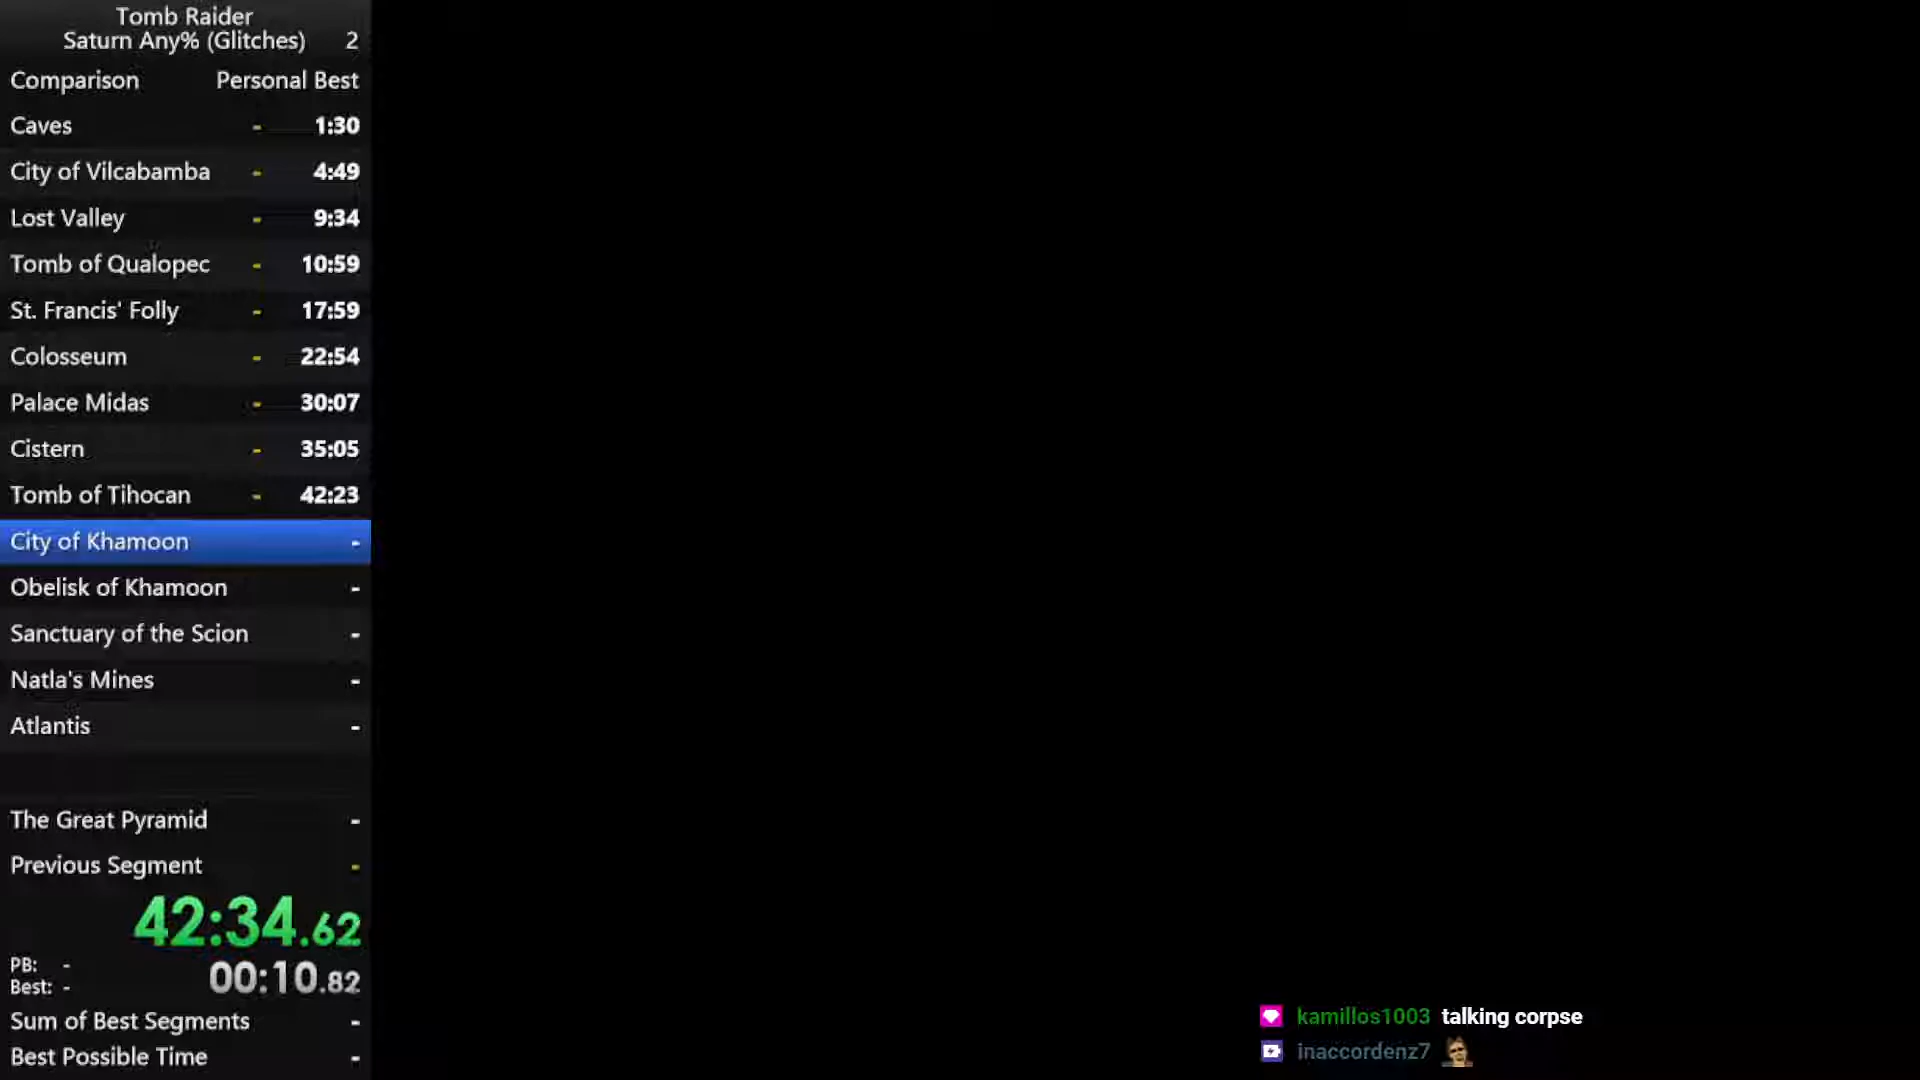 Tomb Raider
Saturn Any% (Glitches) 2
Comparison Personal Best
Caves - 1:30
City of Vilcabamba - 4:49
Lost Valley - 9:34
Tomb of Qualopec - 10:59
St. Francis' Folly - 17:59
Colosseum - 22:54
Palace Midas - 30:07
Cistern - 35:05
Tomb of Tihocan - 42:23
City of Khamoon -
Obelisk of Khamoon -
Sanctuary of the Scion -
Natla's Mines -
Atlantis -
The Great Pyramid -
Previous Segment -
42:34.62
PB: -
Best: -
00:10.82
Sum of Best Segments -
Best Possible Time -
kamillos1003 talking corpse
inaccordenz7